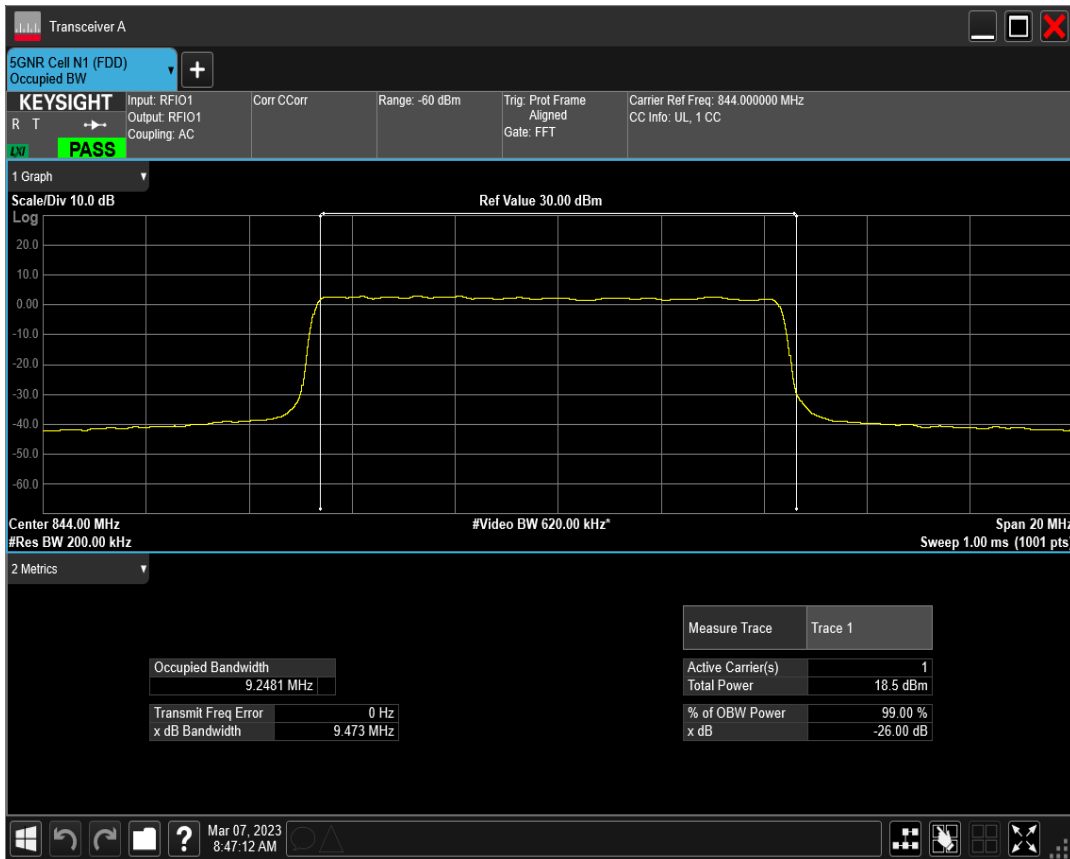 Transceiver A
5GNR Cell N1 (FDD)
Occupied BW
+
KEYSIGHT
R T
LXI
PASS
Input: RFIO1
Output: RFIO1
Coupling: AC
Corr CCorr
Range: -60 dBm
Trig: Prot Frame
Aligned
Gate: FFT
Carrier Ref Freq: 844.000000 MHz
CC Info: UL, 1 CC
1 Graph
Scale/Div 10.0 dB
Ref Value 30.00 dBm
Log
20.0
10.0
0.00
-10.0
-20.0
-30.0
-40.0
-50.0
-60.0
Center 844.00 MHz
#Video BW 620.00 kHz*
Span 20 MHz
#Res BW 200.00 kHz
Sweep 1.00 ms (1001 pts)
2 Metrics
Measure Trace Trace 1
Occupied Bandwidth
9.2481 MHz
Active Carrier(s) 1
Total Power 18.5 dBm
Transmit Freq Error 0 Hz
x dB Bandwidth 9.473 MHz
% of OBW Power 99.00 %
x dB -26.00 dB
?
Mar 07, 2023
8:47:12 AM